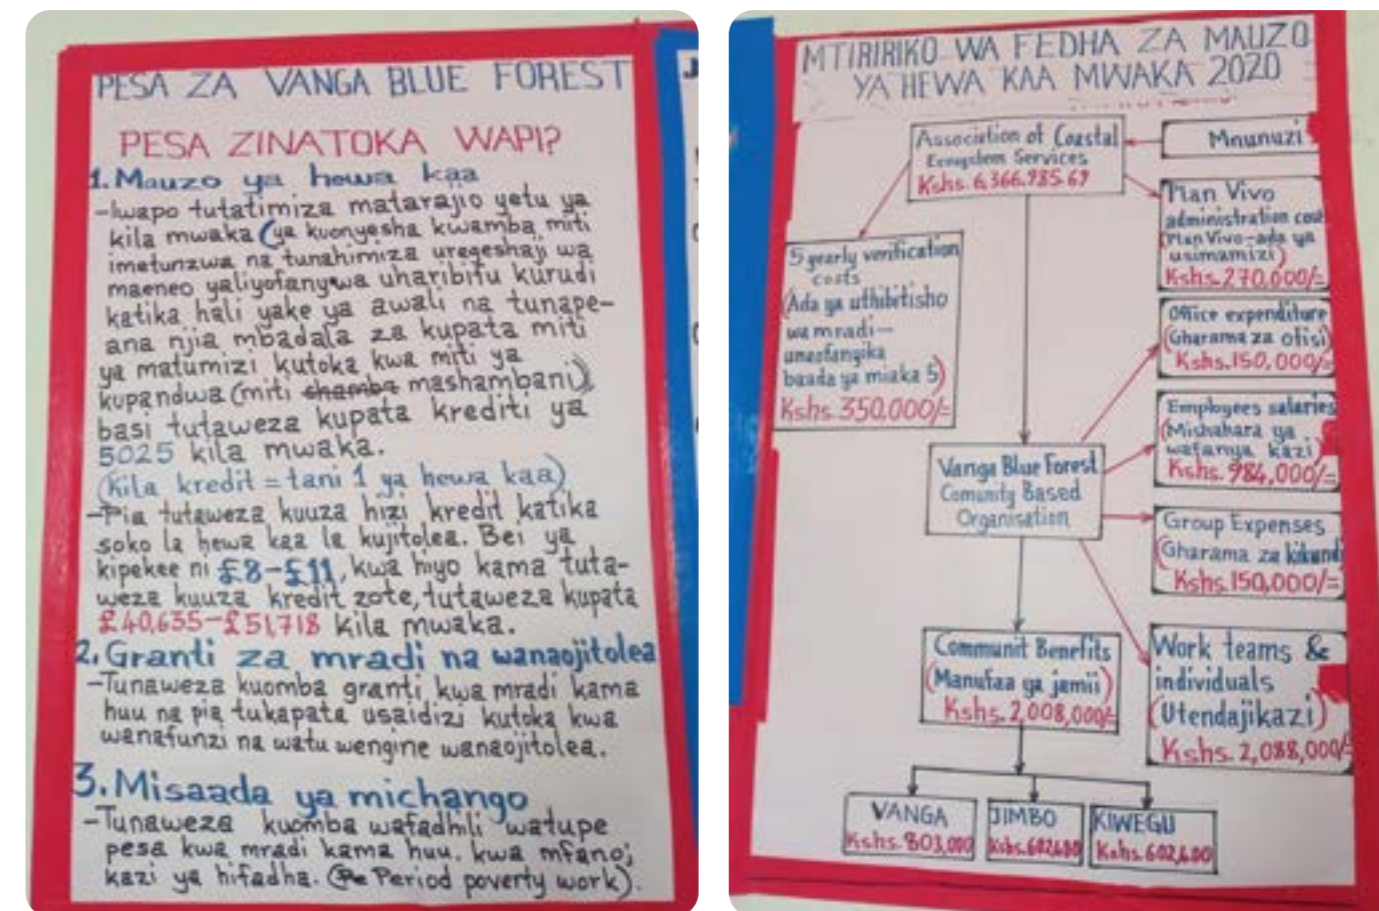 PESA ZA VANGA BLUE FOREST
PESA ZINATOKA WAPI?
1. Mauzo ya hewa kaa
-Iwapo tutatimiza matarajio yetu ya
kila mwaka (ya kuonyesha kwamba miti
imetunzwa na tunahimiza uregeshaji wa
maeneo yaliyofanywa uharibifu kurudi
katika hali yake ya awali na tunape-
ana njia mbadala za kupata miti
ya matumizi kutoka kwa miti ya
kupandwa (miti shamba mashambani)),
basi tutaweza kupata krediti ya
5025 kila mwaka.
(Kila kredit = tani 1 ya hewa kaa)
-Pia tutaweza kuuza hizi kredit katika
soko la hewa kaa la kujitolea. Bei ya
kipekee ni £8-£11, kwa hiyo kama tuta-
weza kuuza kredit zote, tutaweza kupata
£40,635-£51,718 kila mwaka.
2. Granti za mradi na wanaojitolea
-Tunaweza kuomba granti kwa mradi kama
huu na pia tukapata usaidizi kutoka kwa
wanafunzi na watu wengine wanaojitolea.
3. Misaada ya michango
-Tunaweza kuomba wafadhili watupe
pesa kwa mradi kama huu. kwa mfano;
kazi ya hifadha. (Pe Period poverty work).
MTIRIRIKO WA FEDHA ZA MAUZO
YA HEWA KAA MWAKA 2020
Association of Coastal
Ecosystem Services
Kshs. 6,366,985.69
Mnunuzi
Plan Vivo
administration cost
(Plan Vivo-ada ya
usimamizi)
Kshs. 270,000/=
5 yearly verification
costs
(Ada ya uthibitisho
wa mradi-
unaofanyika
baada ya miaka 5)
Kshs. 350,000/=
Office expenditure
(Gharama za ofisi)
Kshs. 150,000/=
Employees salaries
(Mishahara ya
wafanya kazi)
Kshs. 984,000/=
Vanga Blue Forest
Comunity Based
Organisation
Group Expenses
(Gharama za kikundi
Kshs. 150,000/=
Communit Benefits
(Manufaa ya jamii)
Kshs. 2,008,000/=
Work teams &
individuals
(Utendajikazi)
Kshs. 2,088,000/=
VANGA
Kshs. 803,000
JIMBO
Kshs. 602,600
KIWEGU
Kshs. 602,600